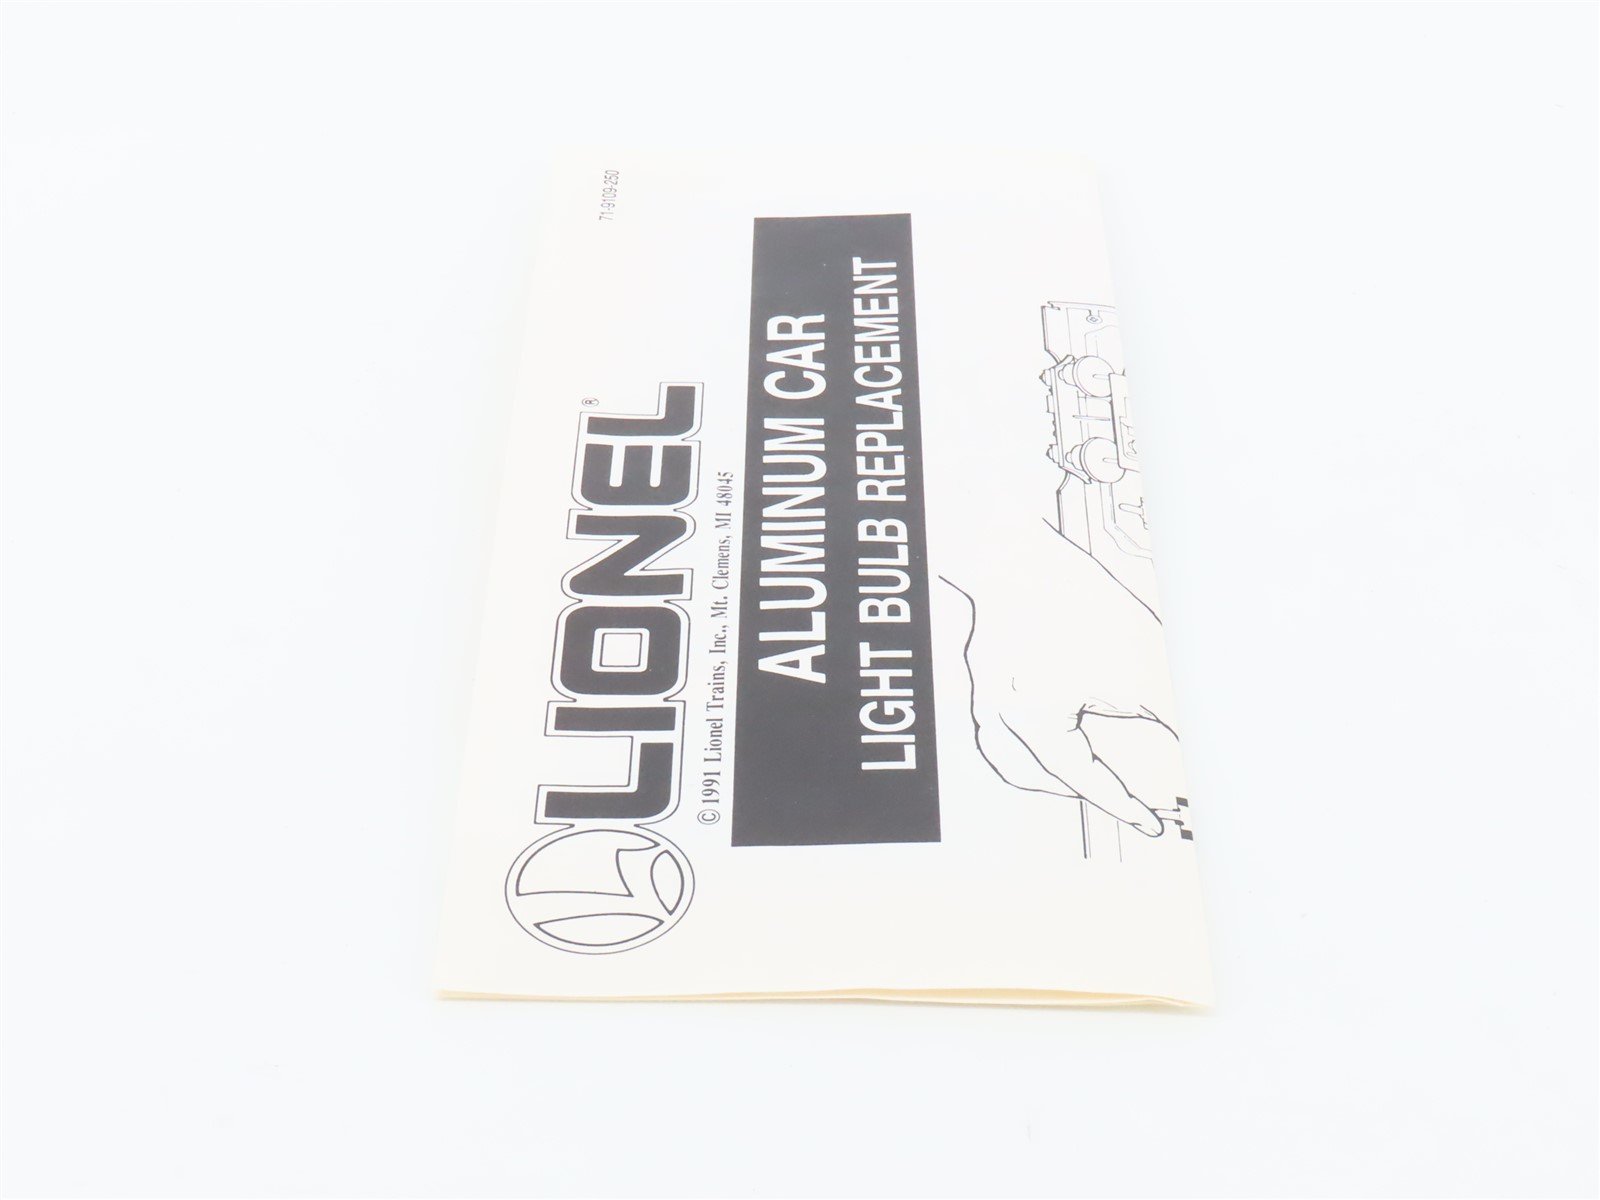 71-9109-250
LIONEL®
© 1991 Lionel Trains, Inc., Mt. Clemens, MI 48045
ALUMINUM CAR
LIGHT BULB REPLACEMENT